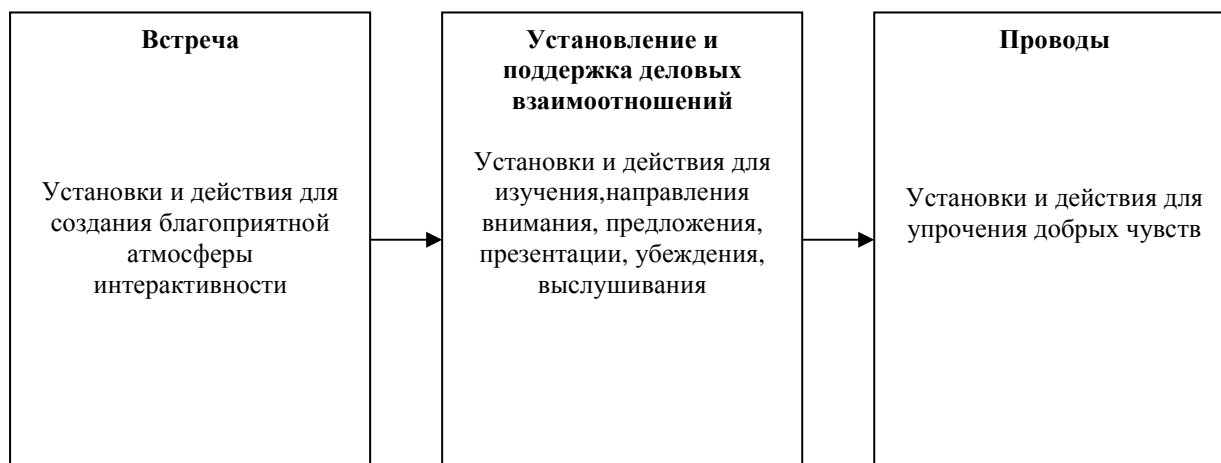 Встреча
Установки и действия для
создания благоприятной
атмосферы
интерактивности
Установление и
поддержка деловых
взаимоотношений
Установки и действия для
изучения,направления
внимания, предложения,
презентации, убеждения,
выслушивания
Проводы
Установки и действия для
упрочения добрых чувств